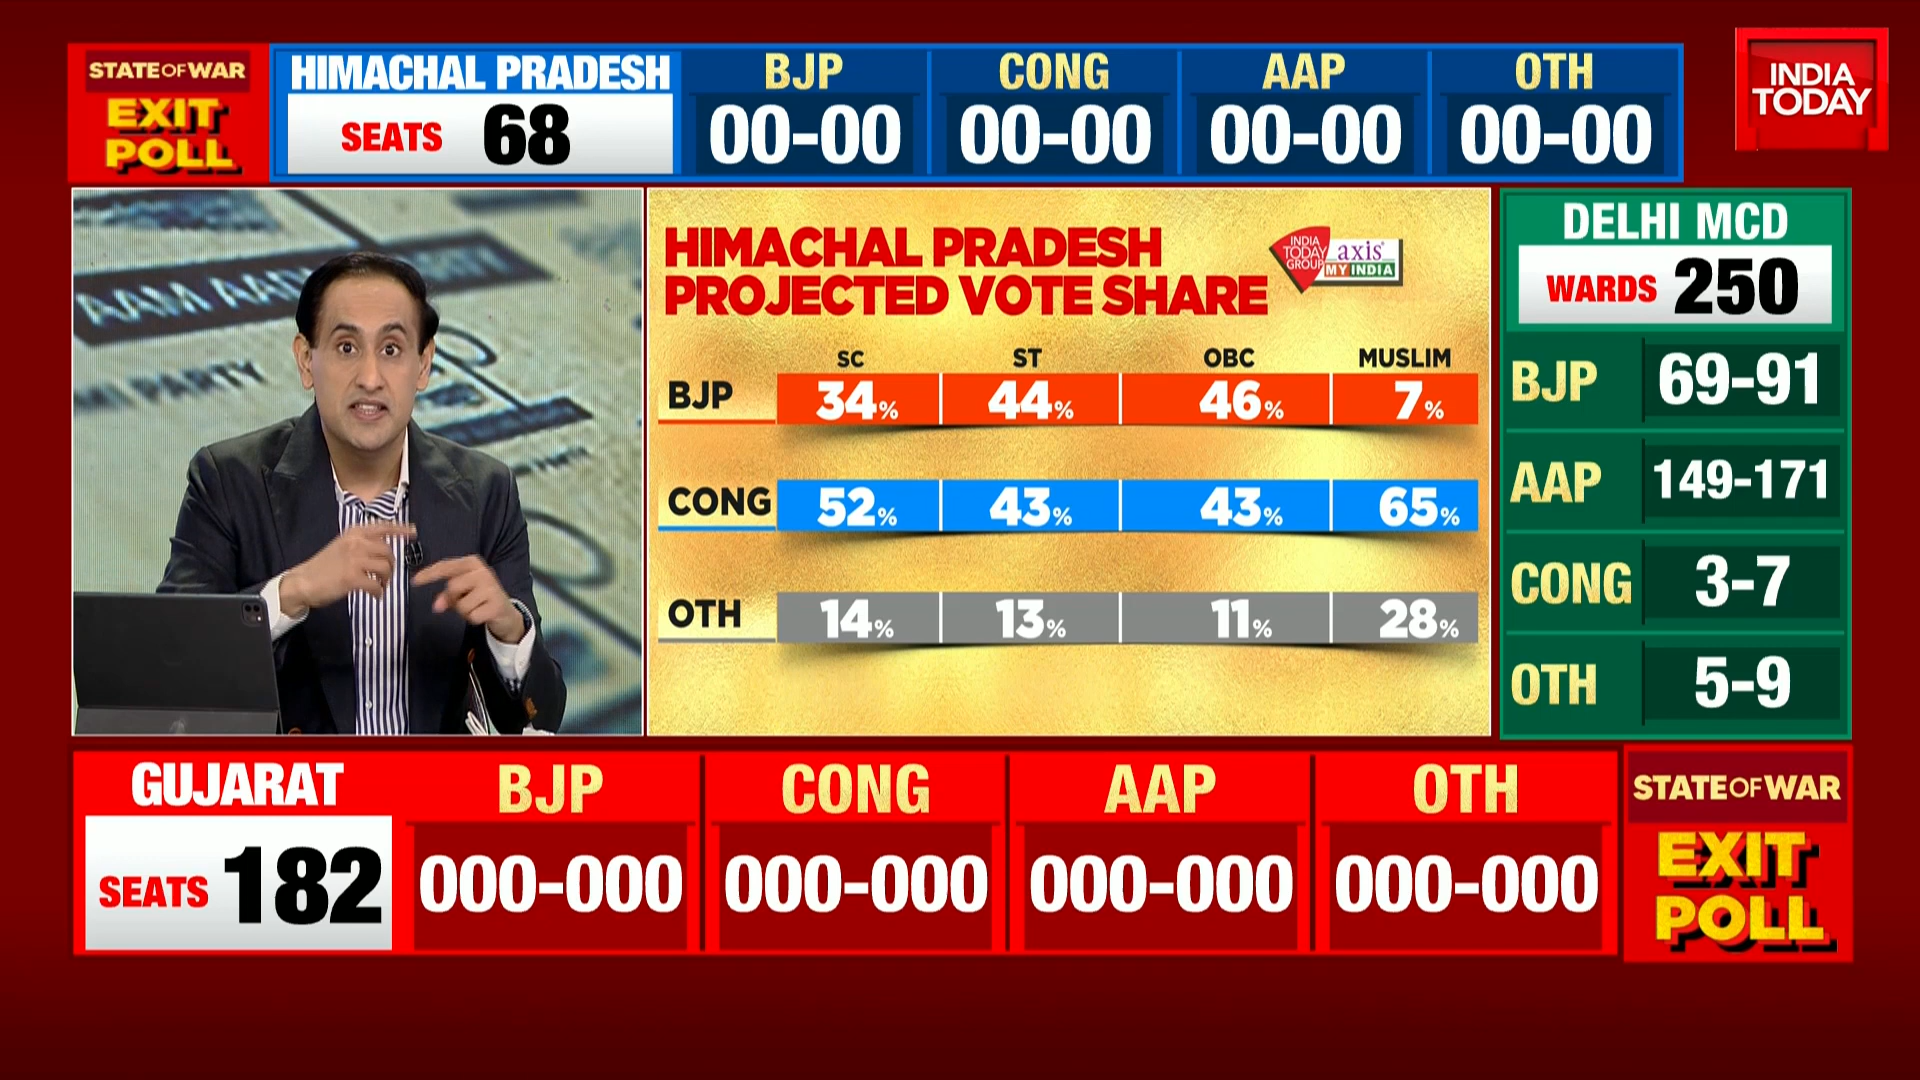 STATE OF WAR
EXIT
POLL
HIMACHAL PRADESH
SEATS 68
BJP
00-00
CONG
00-00
AAP
00-00
OTH
00-00
INDIA
TODAY
AAM AADMI
PARTY
HIMACHAL PRADESH
PROJECTED VOTE SHARE
INDIA
TODAY
GROUP
axis
MY INDIA
SC ST OBC MUSLIM
BJP 34% 44% 46% 7%
CONG 52% 43% 43% 65%
OTH 14% 13% 11% 28%
DELHI MCD
WARDS 250
BJP 69-91
AAP 149-171
CONG 3-7
OTH 5-9
GUJARAT
SEATS 182
BJP
000-000
CONG
000-000
AAP
000-000
OTH
000-000
STATE OF WAR
EXIT
POLL